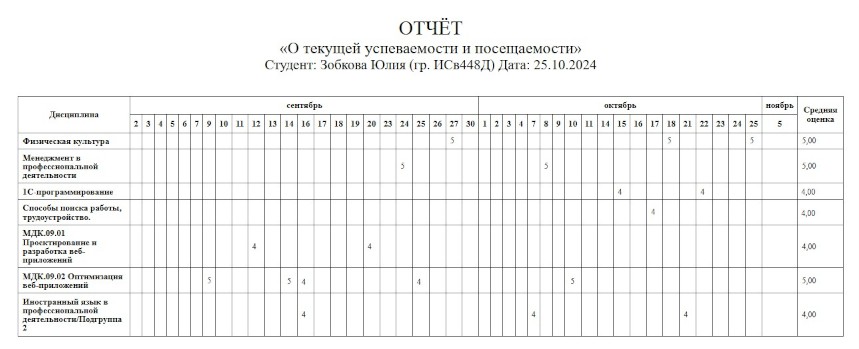 ОТЧЁТ
«О текущей успеваемости и посещаемости»
Студент: Зобкова Юлия (гр. ИСв448Д) Дата: 25.10.2024
Дисциплина сентябрь октябрь ноябрь Средняя оценка
2 3 4 5 6 7 9 10 11 12 13 14 16 17 18 19 20 23 24 25 26 27 30 1 2 3 4 7 8 9 10 11 14 15 16 17 18 21 22 23 24 25 5
Физическая культура 5 5 5 5,00
Менеджмент в
профессиональной 5 5 5,00
деятельности
1С-программирование 4 4 4,00
Способы поиска работы,
трудоустройство. 4 4,00
МДК.09.01
Проектирование и
разработка веб- 4 4 4,00
приложений
МДК.09.02 Оптимизация
веб-приложений 5 5 4 4 5 5,00
Иностранный язык в
профессиональной 4 4 4 4,00
деятельности/Подгруппа
2